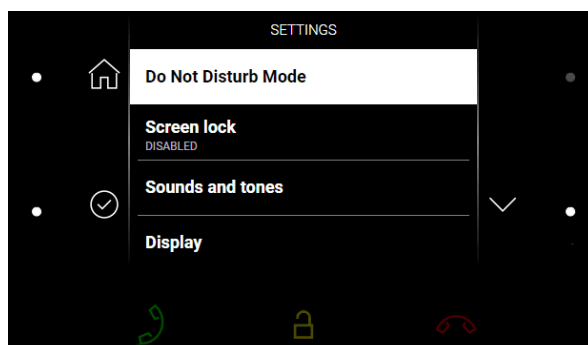 SETTINGS
Do Not Disturb Mode
Screen lock
DISABLED
Sounds and tones
Display